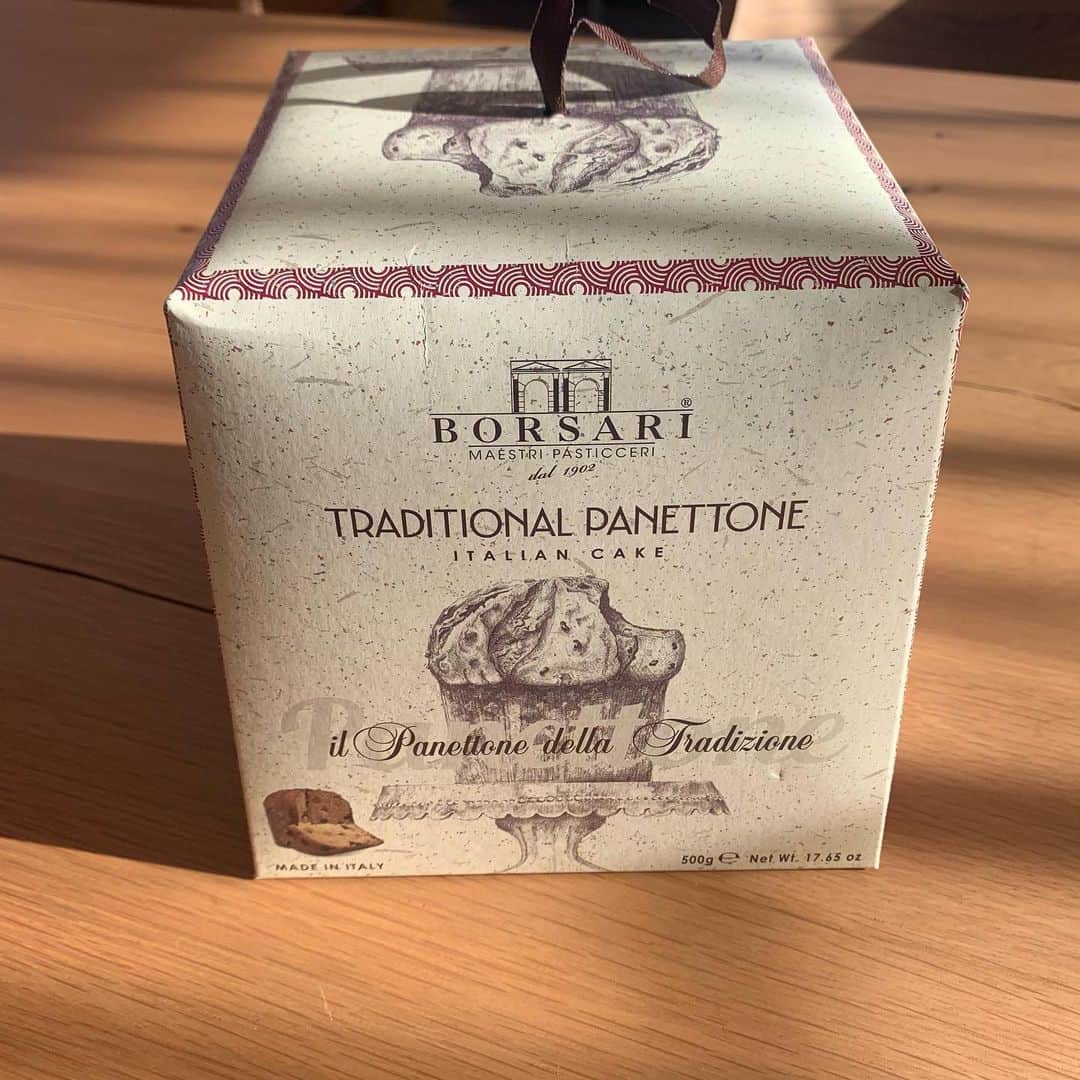 BORSARI®
MAESTRI PASTICCERI
dal 1902
TRADITIONAL PANETTONE
ITALIAN CAKE
Panettone
il Panettone della Tradizione
MADE IN ITALY
500g ℮ Net Wt. 17.65 oz